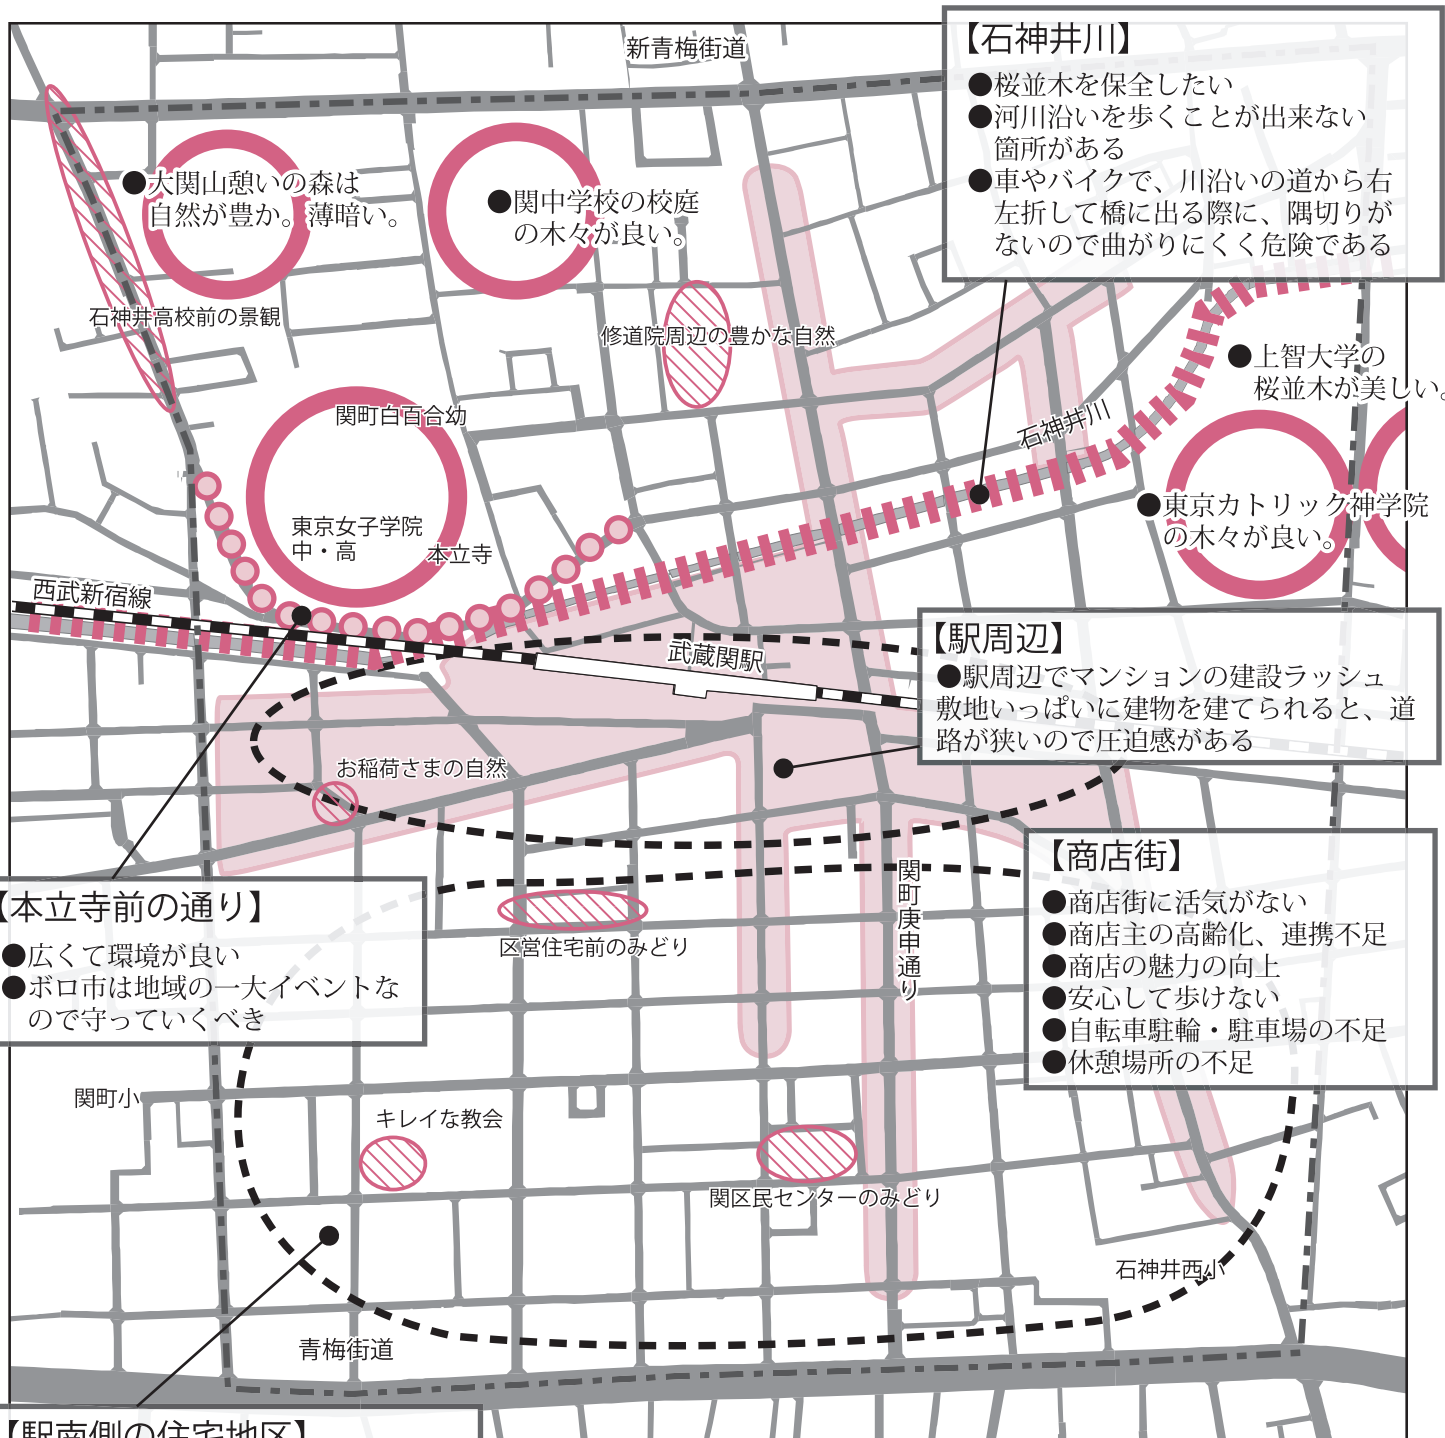 新青梅街道
【石神井川】
●桜並木を保全したい
●河川沿いを歩くことが出来ない
箇所がある
●車やバイクで、川沿いの道から右
左折して橋に出る際に、隅切りが
ないので曲がりにくく危険である
●大関山憩いの森は
自然が豊か。薄暗い。
●関中学校の校庭
の木々が良い。
石神井高校前の景観
修道院周辺の豊かな自然
●上智大学の
桜並木が美しい。
関町白百合幼
石神井川
東京女子学院
中・高
本立寺
●東京カトリック神学院
の木々が良い。
西武新宿線
武蔵関駅
【駅周辺】
●駅周辺でマンションの建設ラッシュ
敷地いっぱいに建物を建てられると、道
路が狭いので圧迫感がある
お稲荷さまの自然
【商店街】
●商店街に活気がない
●商店主の高齢化、連携不足
●商店の魅力の向上
●安心して歩けない
●自転車駐輪・駐車場の不足
●休憩場所の不足
関町庚申通り
【本立寺前の通り】
●広くて環境が良い
●ボロ市は地域の一大イベントな
ので守っていくべき
区営住宅前のみどり
関町小
キレイな教会
関区民センターのみどり
石神井西小
青梅街道
【駅南側の住宅地区】